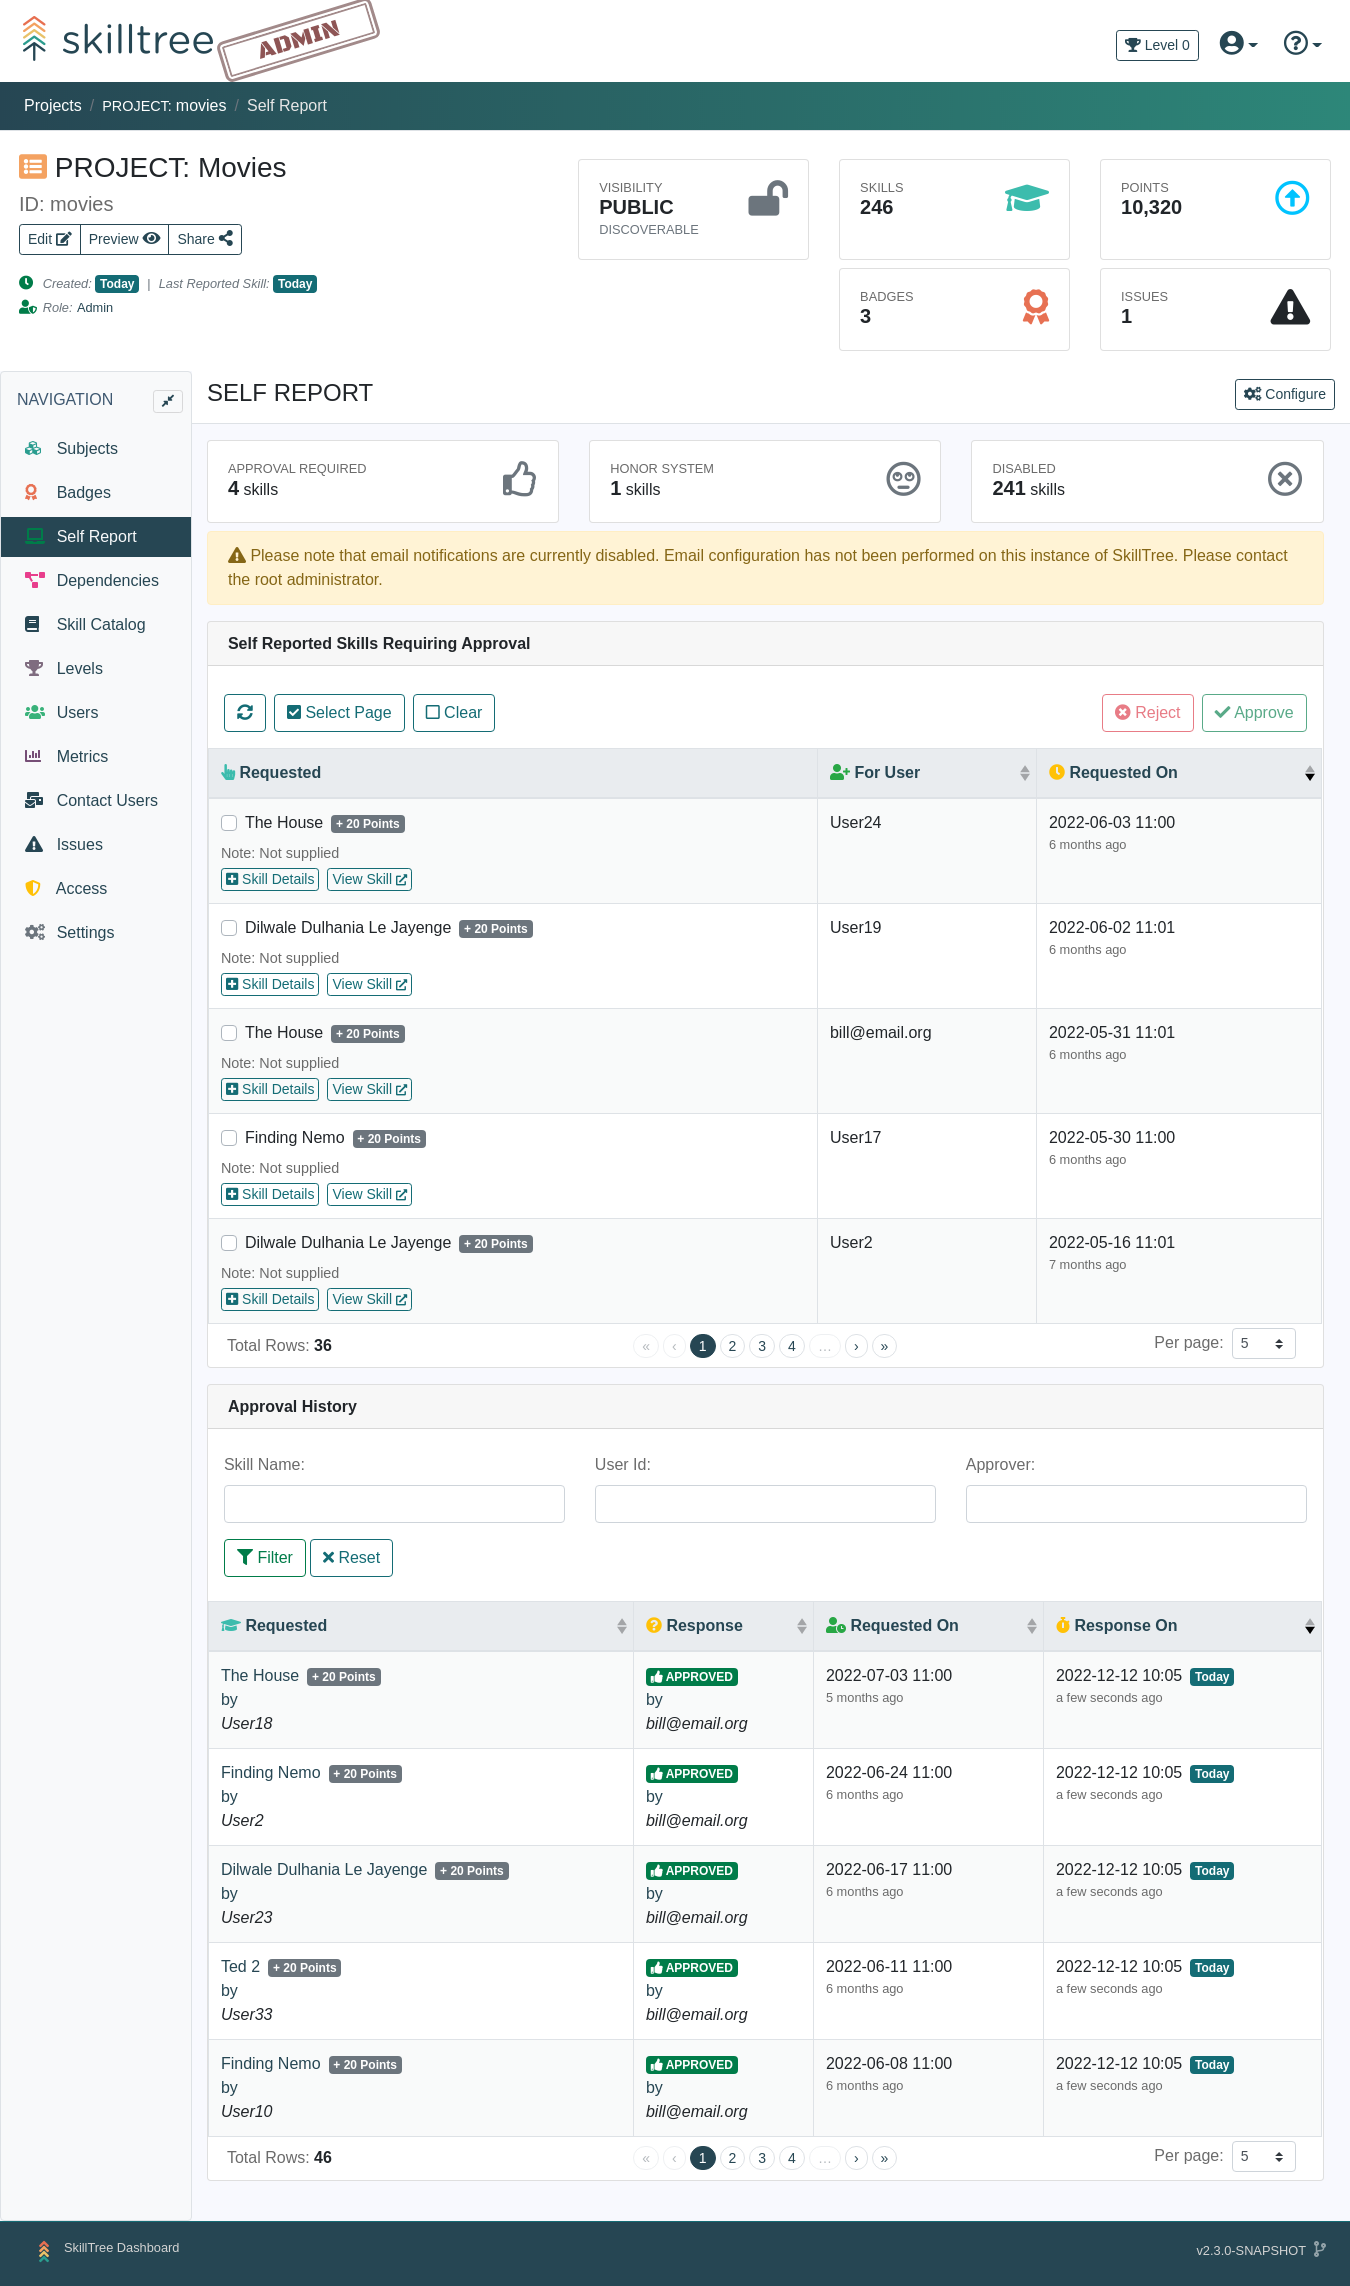 skilltree
ADMIN
Level 0
Projects / PROJECT: movies / Self Report
PROJECT: Movies
ID: movies
Edit Preview Share
Created: Today | Last Reported Skill: Today
Role: Admin
VISIBILITY
PUBLIC
DISCOVERABLE
SKILLS
246
POINTS
10,320
BADGES
3
ISSUES
1
NAVIGATION
Subjects
Badges
Self Report
Dependencies
Skill Catalog
Levels
Users
Metrics
Contact Users
Issues
Access
Settings
SELF REPORT
Configure
APPROVAL REQUIRED
4 skills
HONOR SYSTEM
1 skills
DISABLED
241 skills
Please note that email notifications are currently disabled. Email configuration has not been performed on this instance of SkillTree. Please contact
the root administrator.
Self Reported Skills Requiring Approval
Select Page Clear Reject Approve
Requested For User Requested On
The House + 20 Points User24 2022-06-03 11:00
6 months ago
Note: Not supplied
Skill Details View Skill
Dilwale Dulhania Le Jayenge + 20 Points User19 2022-06-02 11:01
6 months ago
Note: Not supplied
Skill Details View Skill
The House + 20 Points bill@email.org 2022-05-31 11:01
6 months ago
Note: Not supplied
Skill Details View Skill
Finding Nemo + 20 Points User17 2022-05-30 11:00
6 months ago
Note: Not supplied
Skill Details View Skill
Dilwale Dulhania Le Jayenge + 20 Points User2 2022-05-16 11:01
7 months ago
Note: Not supplied
Skill Details View Skill
Total Rows: 36 « ‹ 1 2 3 4 … › » Per page: 5
Approval History
Skill Name: User Id: Approver:
Filter Reset
Requested Response Requested On Response On
The House + 20 Points APPROVED 2022-07-03 11:00 2022-12-12 10:05 Today
by by 5 months ago a few seconds ago
User18 bill@email.org
Finding Nemo + 20 Points APPROVED 2022-06-24 11:00 2022-12-12 10:05 Today
by by 6 months ago a few seconds ago
User2 bill@email.org
Dilwale Dulhania Le Jayenge + 20 Points APPROVED 2022-06-17 11:00 2022-12-12 10:05 Today
by by 6 months ago a few seconds ago
User23 bill@email.org
Ted 2 + 20 Points APPROVED 2022-06-11 11:00 2022-12-12 10:05 Today
by by 6 months ago a few seconds ago
User33 bill@email.org
Finding Nemo + 20 Points APPROVED 2022-06-08 11:00 2022-12-12 10:05 Today
by by 6 months ago a few seconds ago
User10 bill@email.org
Total Rows: 46 « ‹ 1 2 3 4 … › » Per page: 5
SkillTree Dashboard v2.3.0-SNAPSHOT